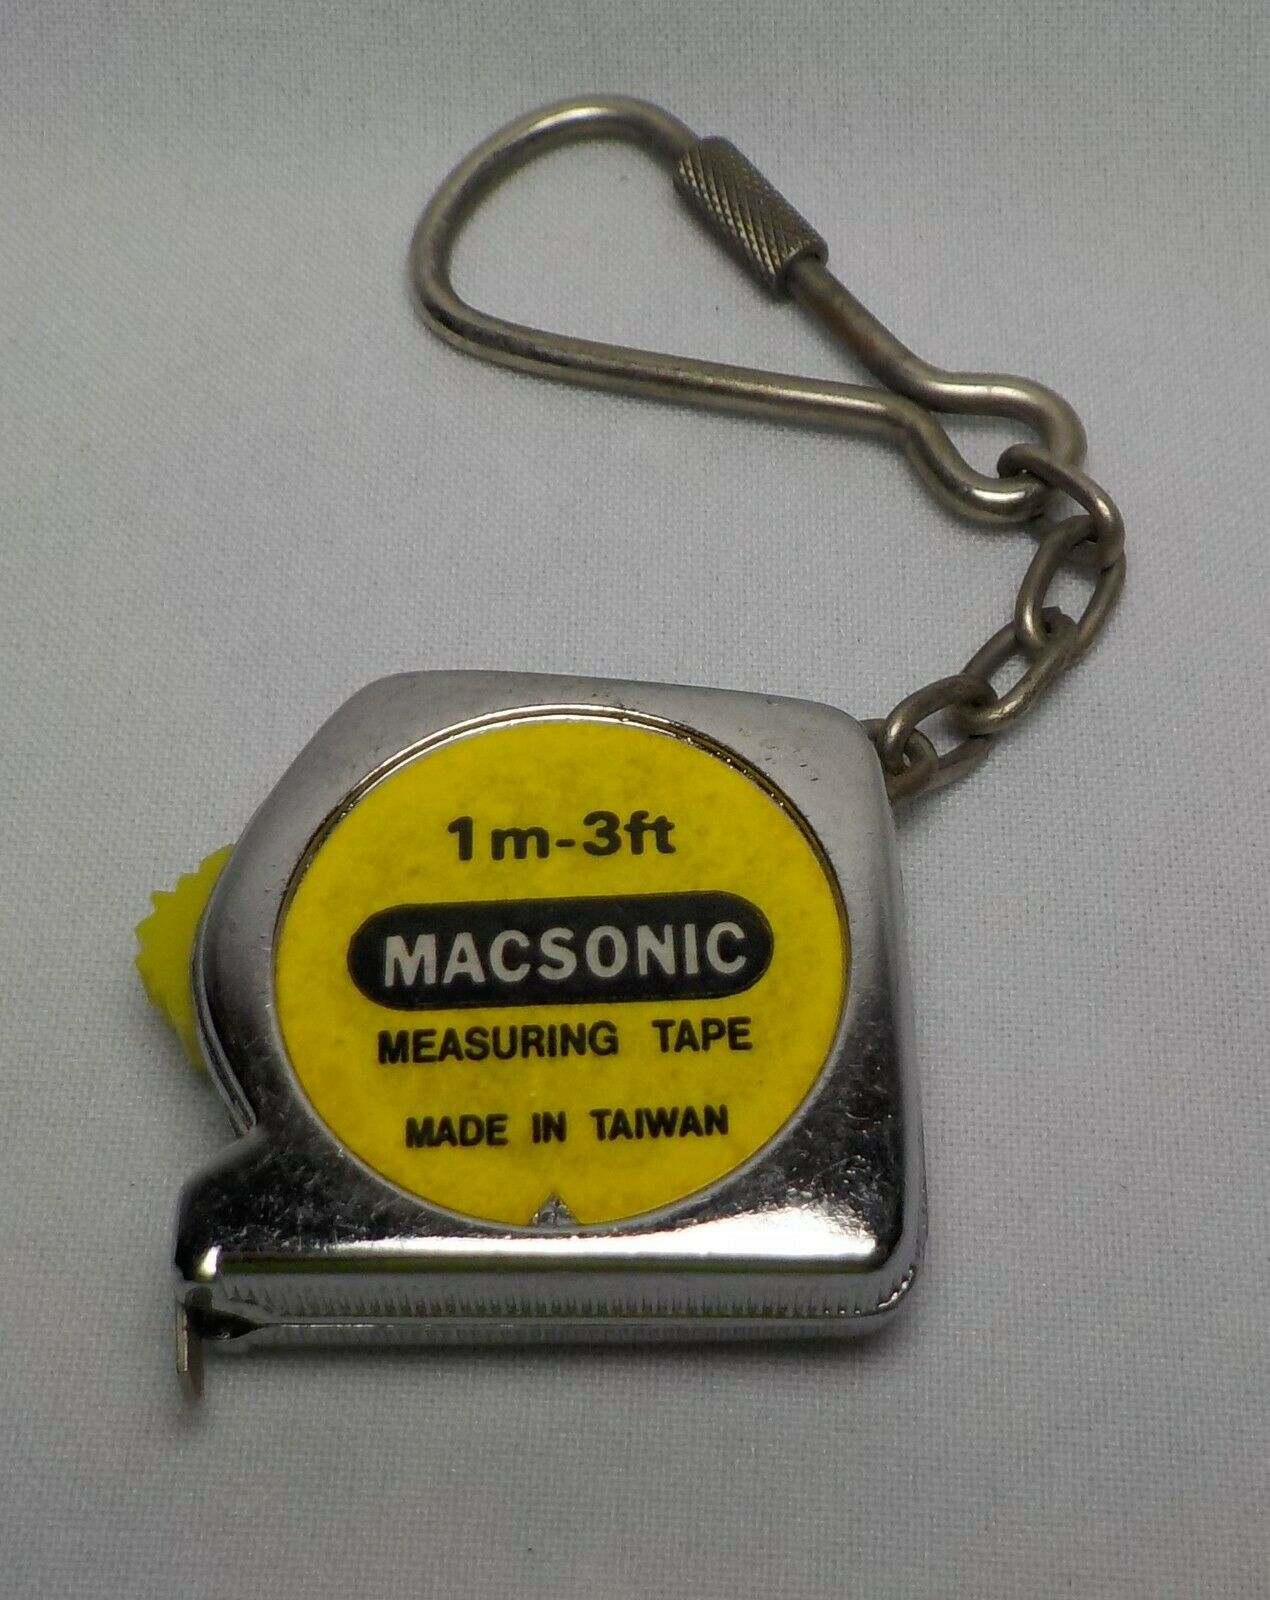 1m-3ft
MACSONIC
MEASURING TAPE
MADE IN TAIWAN